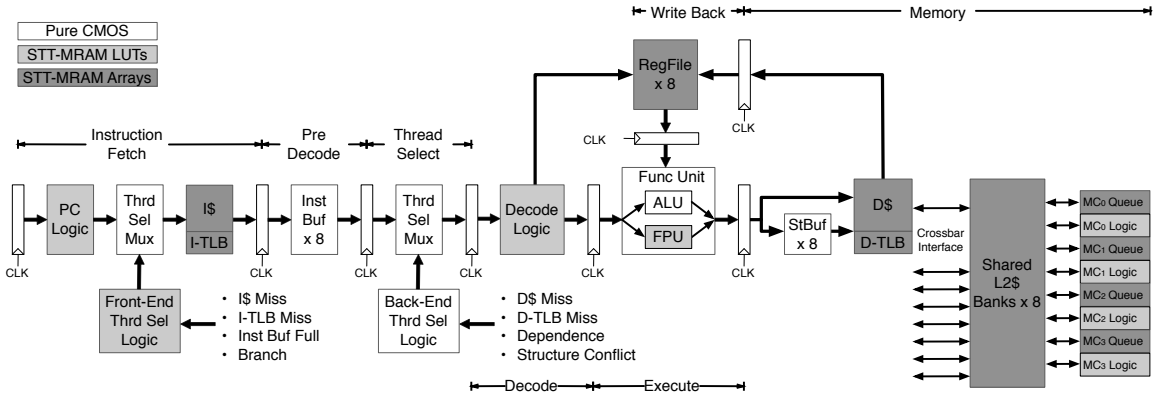 Pure CMOS
STT-MRAM LUTs
STT-MRAM Arrays
Write Back
Memory
RegFile
x 8
CLK
CLK
Instruction
Fetch
Pre
Decode
Thread
Select
Func Unit
ALU
FPU
PC
Logic
Thrd
Sel
Mux
I$
I-TLB
Inst
Buf
x 8
Thrd
Sel
Mux
Decode
Logic
StBuf
x 8
D$
D-TLB
Crossbar
Interface
Shared
L2$
Banks x 8
MC0 Queue
MC0 Logic
MC1 Queue
MC1 Logic
MC2 Queue
MC2 Logic
MC3 Queue
MC3 Logic
CLK
CLK
CLK
CLK
CLK
CLK
Front-End
Thrd Sel
Logic
• I$ Miss
• I-TLB Miss
• Inst Buf Full
• Branch
Back-End
Thrd Sel
Logic
• D$ Miss
• D-TLB Miss
• Dependence
• Structure Conflict
Decode
Execute